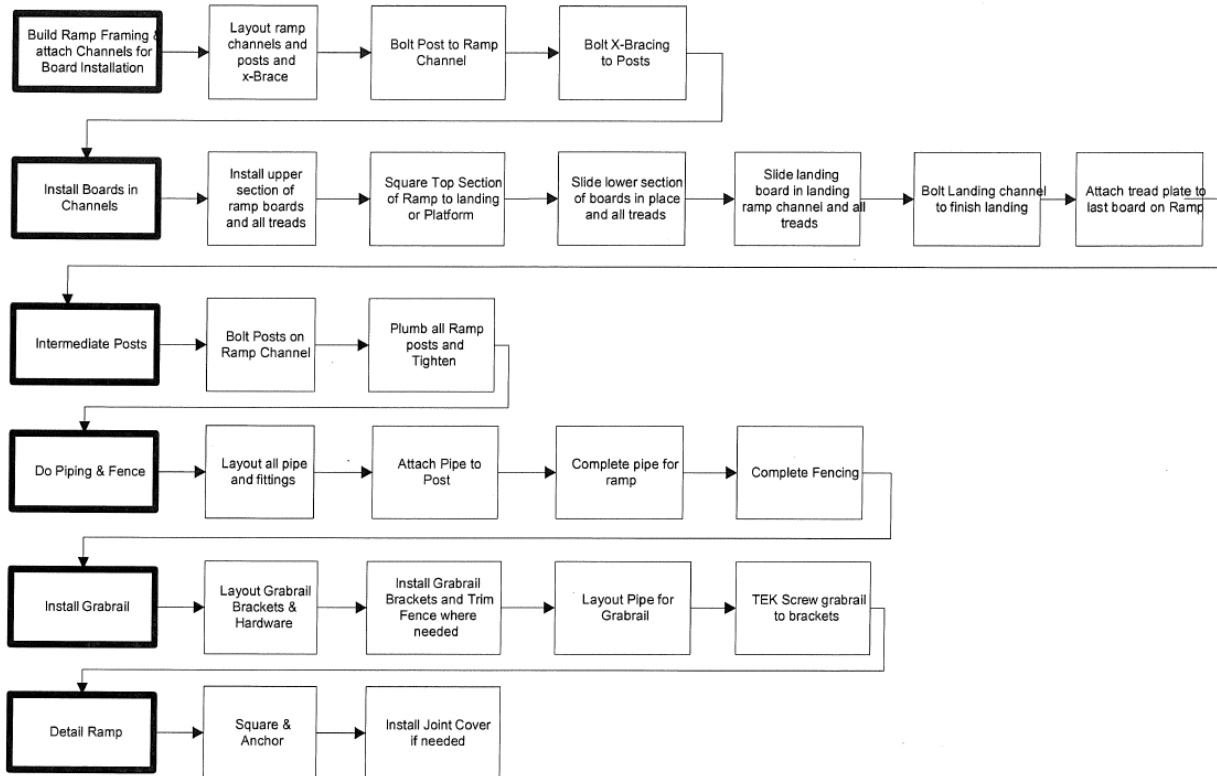 Build Ramp Framing &
attach Channels for
Board Installation
Layout ramp
channels and
posts and
x-Brace
Bolt Post to Ramp
Channel
Bolt X-Bracing
to Posts
Install Boards in
Channels
Install upper
section of
ramp boards
and all treads
Square Top Section
of Ramp to landing
or Platform
Slide lower section
of boards in place
and all treads
Slide landing
board in landing
ramp channel and all
treads
Bolt Landing channel
to finish landing
Attach tread plate to
last board on Ramp
Intermediate Posts
Bolt Posts on
Ramp Channel
Plumb all Ramp
posts and
Tighten
Do Piping & Fence
Layout all pipe
and fittings
Attach Pipe to
Post
Complete pipe for
ramp
Complete Fencing
Install Grabrail
Layout Grabrail
Brackets &
Hardware
Install Grabrail
Brackets and Trim
Fence where
needed
Layout Pipe for
Grabrail
TEK Screw grabrail
to brackets
Detail Ramp
Square &
Anchor
Install Joint Cover
if needed